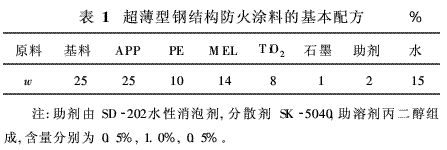 表 1 超薄型钢结构防火涂料的基本配方 %
原料 基料 APP PE MEL TiO2 石墨 助剂 水
w 25 25 10 14 8 1 2 15
注: 助剂由 SD-202水性消泡剂, 分散剂 SK-5040, 助溶剂丙二醇组
成, 含量分别为 0.5%, 1.0%, 0.5%。